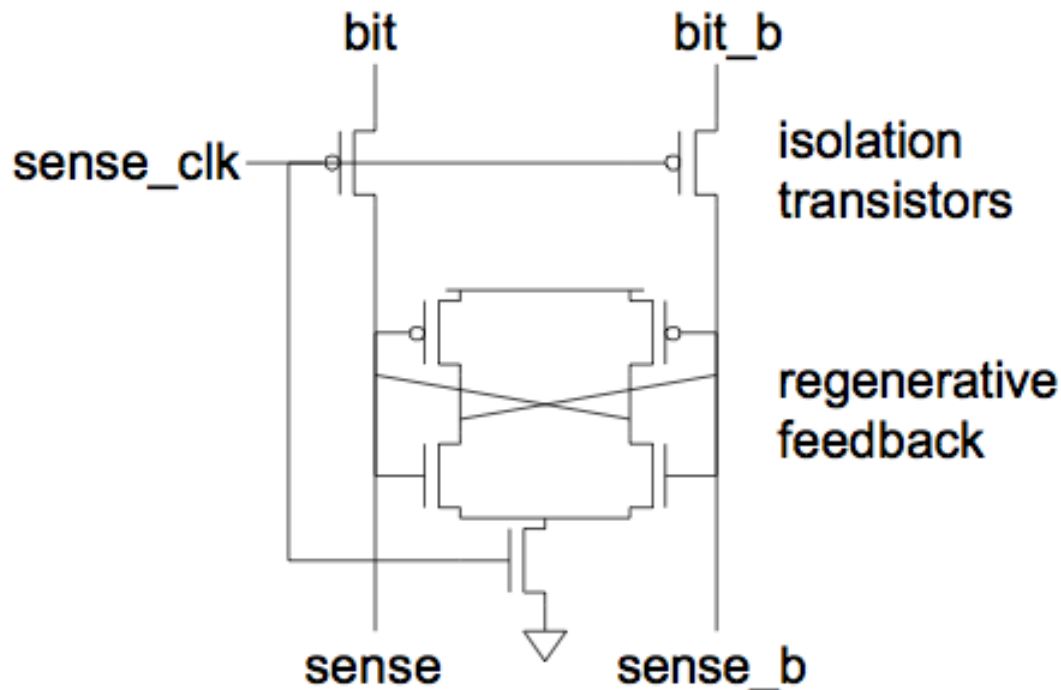 bit
bit_b
sense_clk
isolation
transistors
regenerative
feedback
sense
sense_b